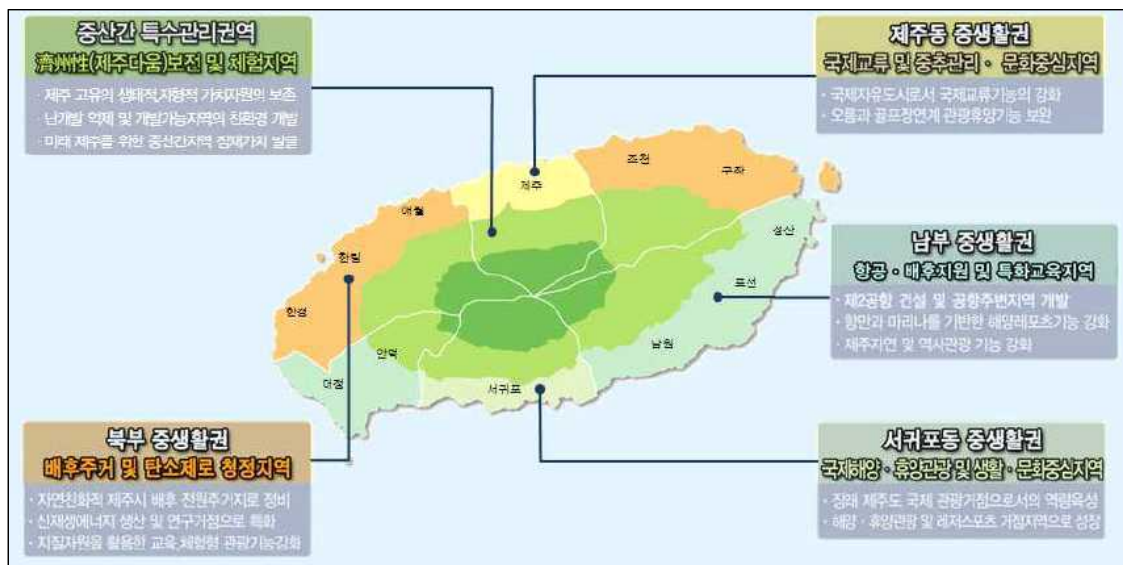 중산간 특수관리권역
濟州性(제주다움)보전 및 체험지역
· 제주 고유의 생태적,지형적 가치자원의 보존
· 난개발 억제 및 개발가능지역의 친환경 개발
· 미래 제주를 위한 중산간지역 잠재가치 발굴
제주동 중생활권
국제교류 및 중추관리 · 문화중심지역
· 국제자유도시로서 국제교류기능의 강화
· 오름과 골프장연계 관광휴양기능 보완
조천
구좌
제주
애월
한림
한경
성산
표선
남원
안덕
대정
서귀포
남부 중생활권
항공 · 배후지원 및 특화교육지역
· 제2공항 건설 및 공항주변지역 개발
· 항만과 마리나를 기반한 해양레포츠기능 강화
· 제주자연 및 역사관광 기능 강화
북부 중생활권
배후주거 및 탄소제로 청정지역
· 자연친화적 제주시 배후 전원주거지로 정비
· 신재생에너지 생산 및 연구거점으로 특화
· 지질자원을 활용한 교육,체험형 관광기능강화
서귀포동 중생활권
국제해양 · 휴양관광 및 생활 · 문화중심지역
· 장래 제주도 국제 관광거점으로서의 역량육성
· 해양 · 휴양관광 및 레저스포츠 거점지역으로 성장